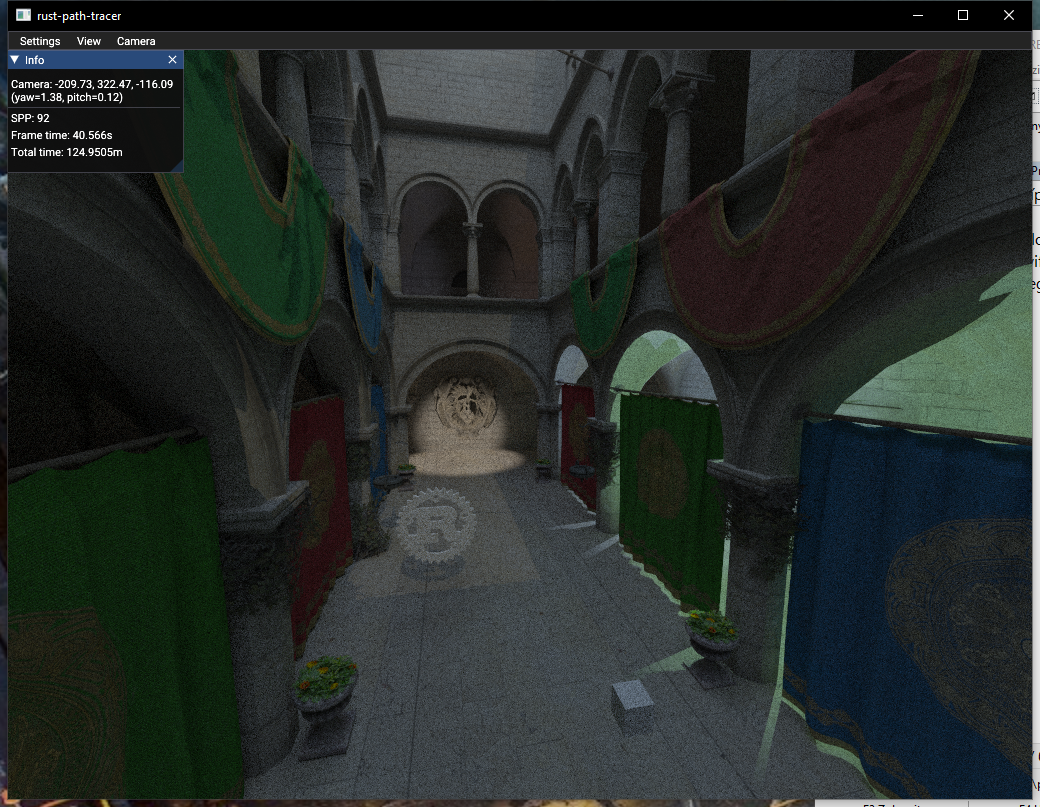 rust-path-tracer
Settings View Camera
Info
Camera: -209.73, 322.47, -116.09
(yaw=1.38, pitch=0.12)
SPP: 92
Frame time: 40.566s
Total time: 124.9505m
R